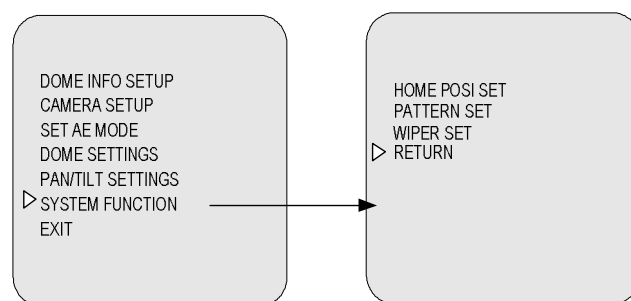 DOME INFO SETUP
CAMERA SETUP
SET AE MODE
DOME SETTINGS
PAN/TILT SETTINGS
SYSTEM FUNCTION
EXIT
HOME POSI SET
PATTERN SET
WIPER SET
RETURN